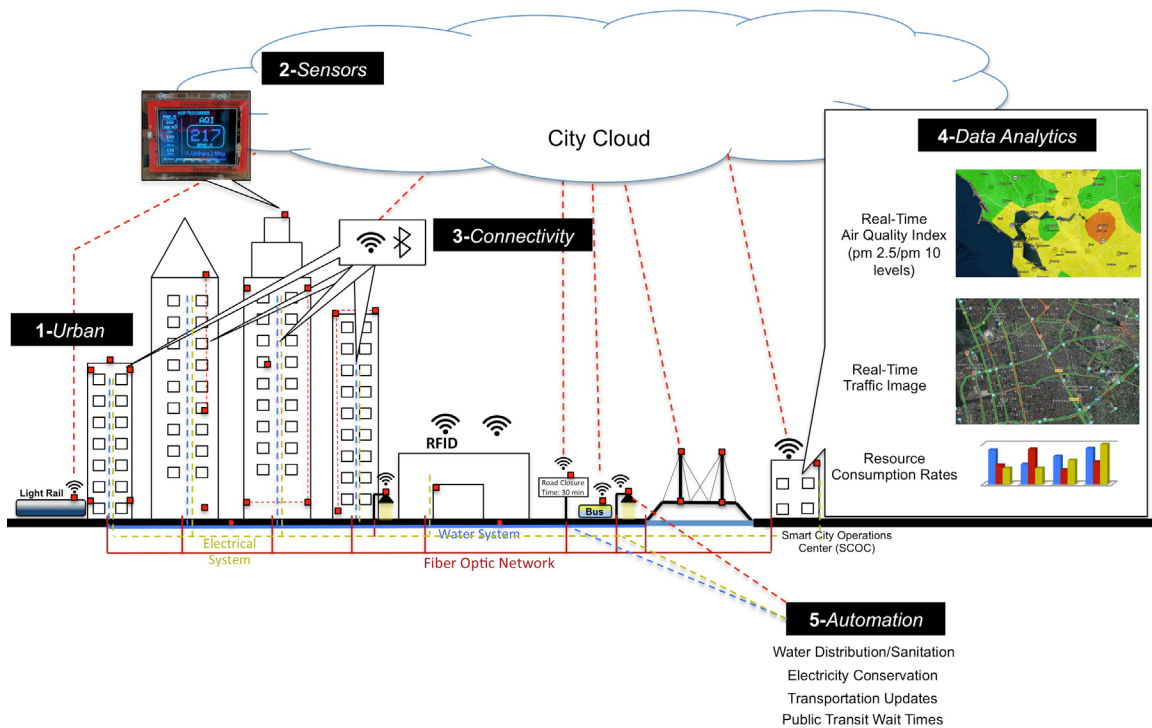 2-Sensors
AQI
217
City Cloud
4-Data Analytics
Real-Time
Air Quality Index
(pm 2.5/pm 10
levels)
3-Connectivity
1-Urban
Real-Time
Traffic Image
RFID
Resource
Consumption Rates
Light Rail
Road Closure
Time: 30 min
Bus
Electrical
System
Water System
Fiber Optic Network
Smart City Operations
Center (SCOC)
5-Automation
Water Distribution/Sanitation
Electricity Conservation
Transportation Updates
Public Transit Wait Times